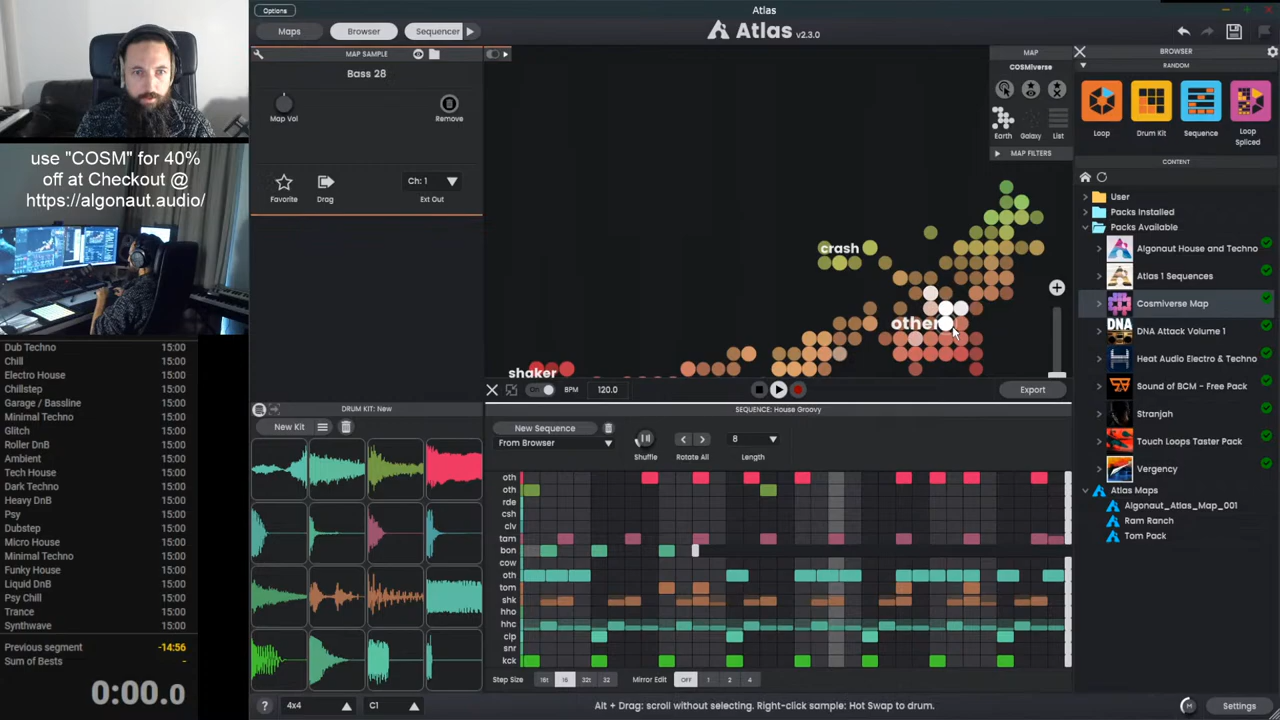 Options
Atlas
Maps
Browser
Sequencer
Atlas v2.3.0
MAP SAMPLE
Bass 28
Map Vol
Remove
Favorite
Drag
Ch: 1
Ext Out
MAP
COSMIverse
Earth
Galaxy
List
MAP FILTERS
crash
other
shaker
BROWSER
RANDOM
Loop
Drum Kit
Sequence
Loop Spliced
CONTENT
User
Packs Installed
Packs Available
Algonaut House and Techno
Atlas 1 Sequences
Cosmiverse Map
DNA
DNA Attack Volume 1
Heat Audio Electro & Techno
Sound of BCM - Free Pack
Stranjah
Touch Loops Taster Pack
Vergency
Atlas Maps
Algonaut_Atlas_Map_001
Ram Ranch
Tom Pack
use "COSM" for 40%
off at Checkout @
https://algonaut.audio/
Dub Techno 15:00
Chill 15:00
Electro House 15:00
Chillstep 15:00
Garage / Bassline 15:00
Minimal Techno 15:00
Glitch 15:00
Roller DnB 15:00
Ambient 15:00
Tech House 15:00
Dark Techno 15:00
Heavy DnB 15:00
Psy 15:00
Dubstep 15:00
Micro House 15:00
Minimal Techno 15:00
Funky House 15:00
Liquid DnB 15:00
Psy Chill 15:00
Trance 15:00
Synthwave 15:00
Previous segment -14:56
Sum of Bests -
0:00.0
On
BPM
120.0
Export
DRUM KIT: New
New Kit
SEQUENCE: House Groovy
New Sequence
From Browser
Shuffle
Rotate All
8
Length
oth
oth
rde
csh
clv
tam
bon
cow
oth
tom
shk
hho
hhc
clp
snr
kck
Step Size
16t
16
32t
32
Mirror Edit
OFF
1
2
4
?
4x4
C1
Alt + Drag: scroll without selecting. Right-click sample: Hot Swap to drum.
M
Settings